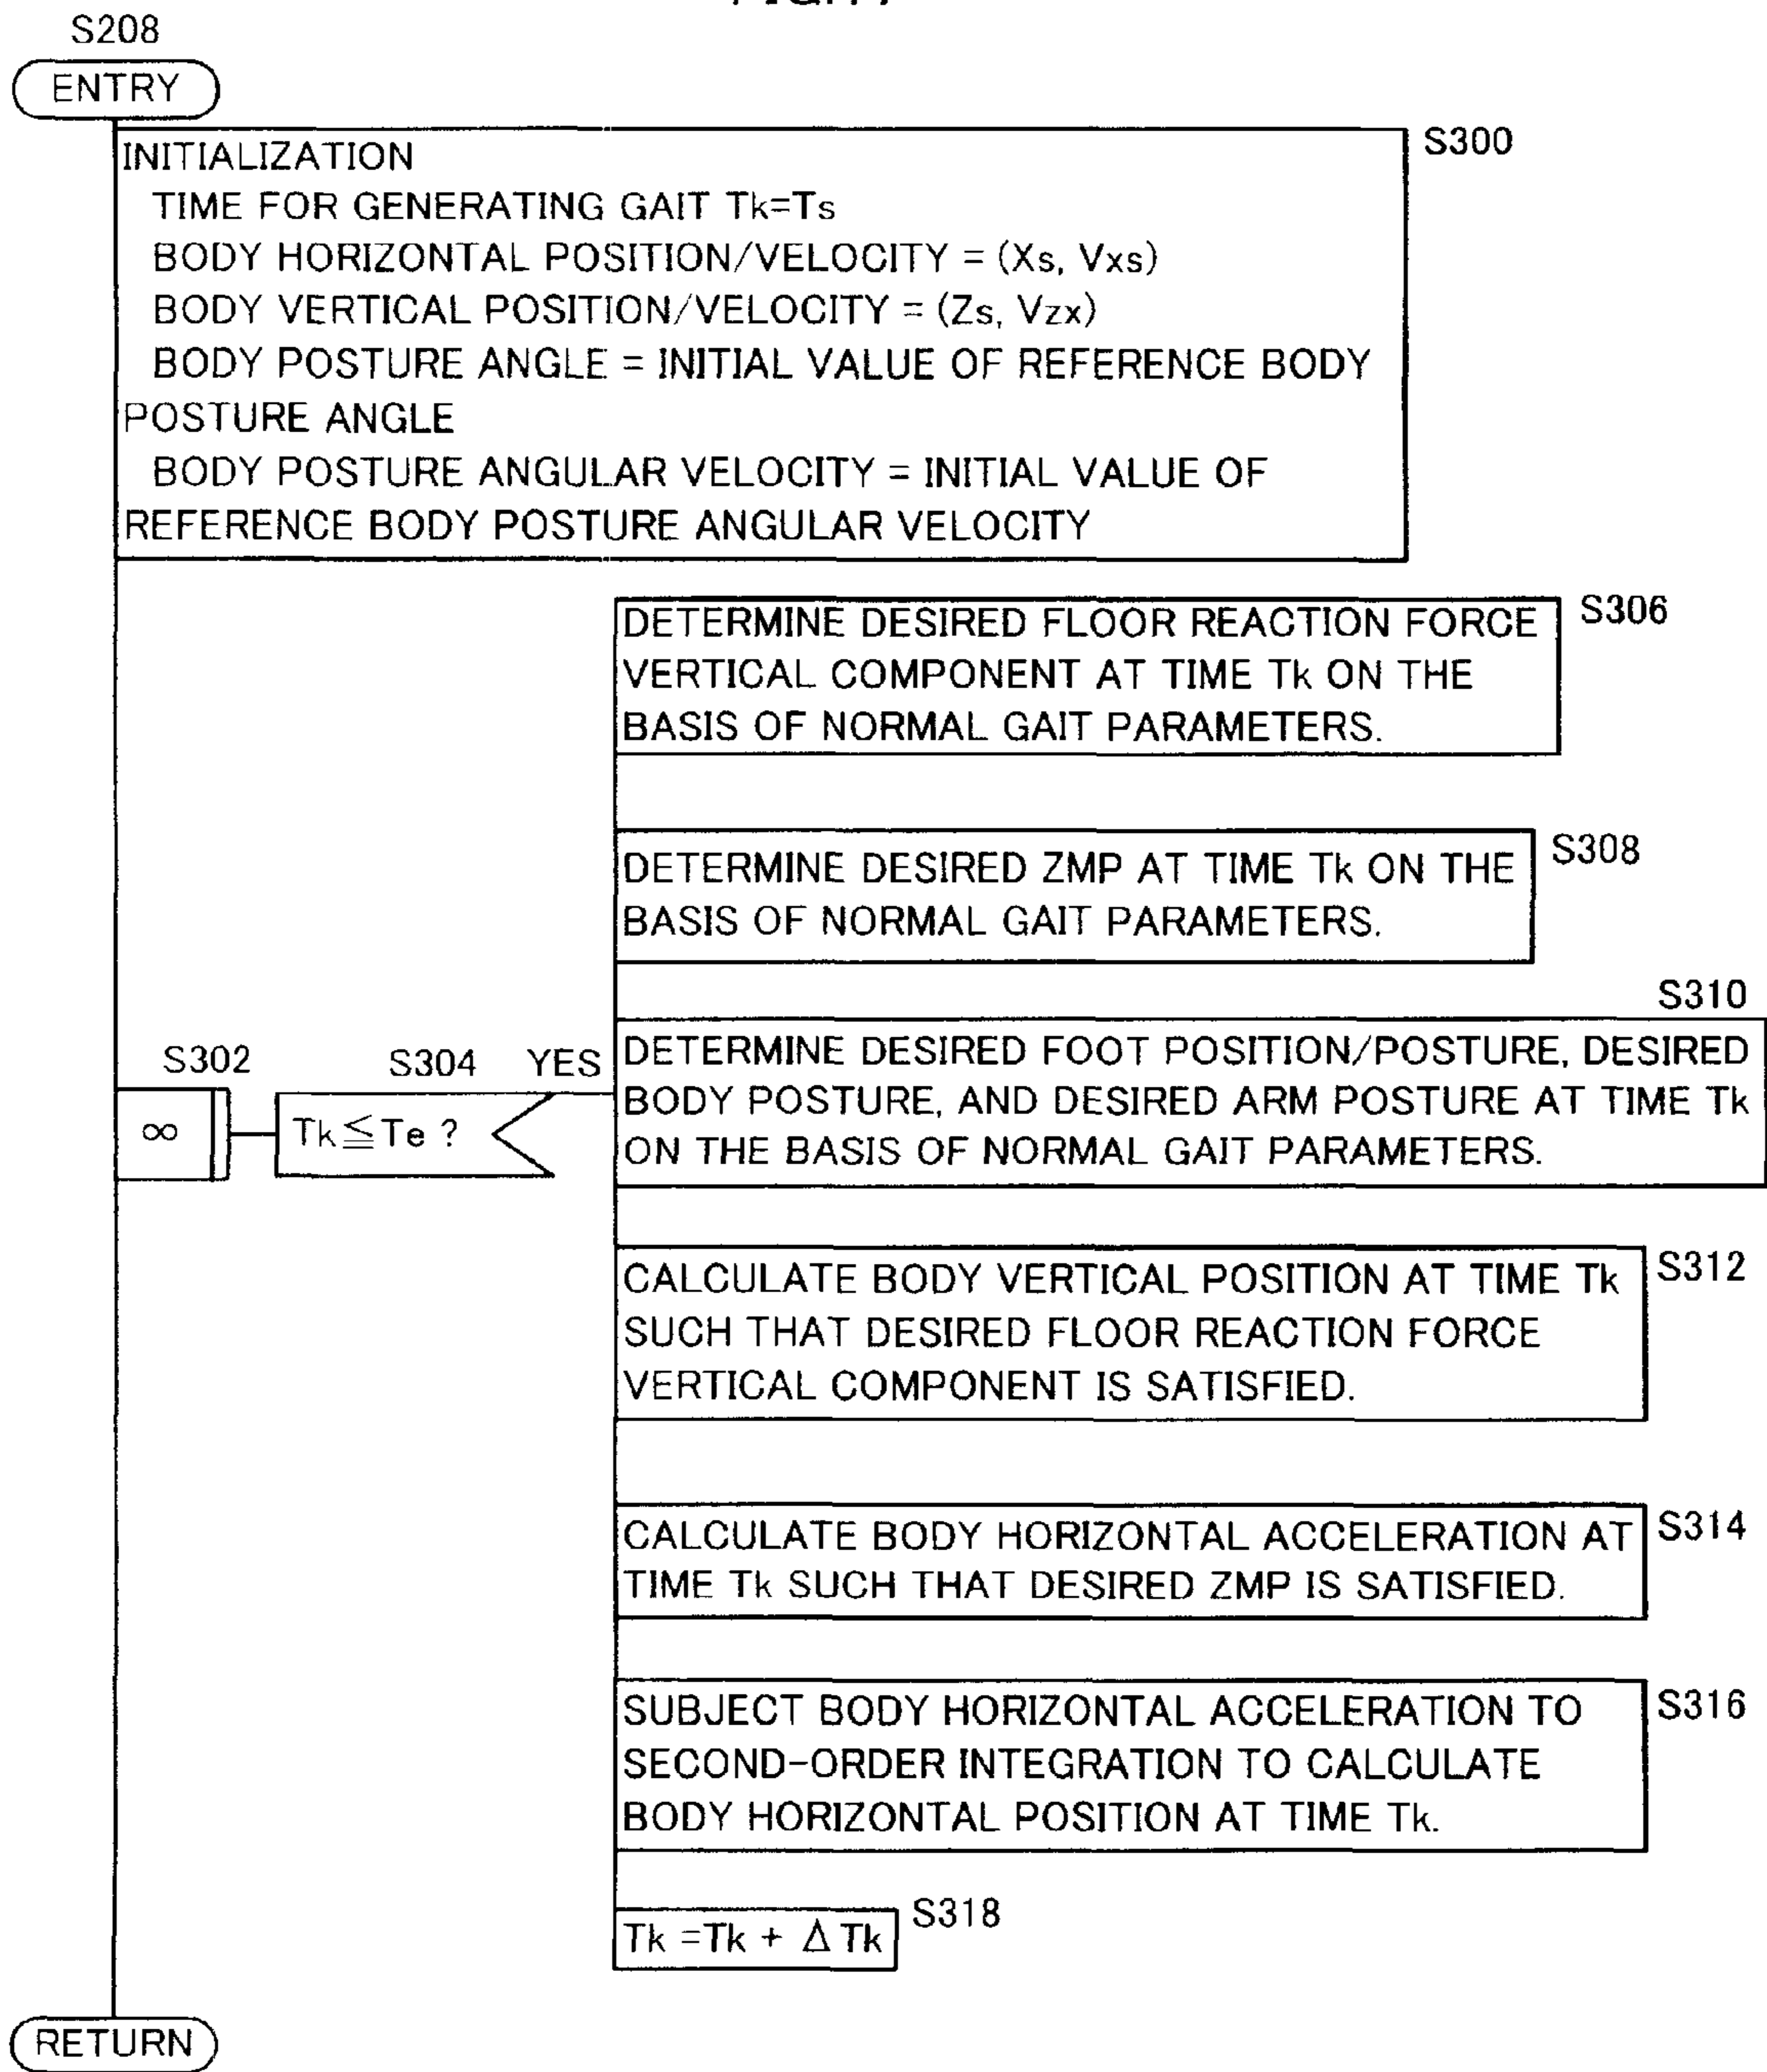 S208
ENTRY
S300
INITIALIZATION
TIME FOR GENERATING GAIT Tk=Ts
BODY HORIZONTAL POSITION/VELOCITY = (Xs, Vxs)
BODY VERTICAL POSITION/VELOCITY = (Zs, Vzx)
BODY POSTURE ANGLE = INITIAL VALUE OF REFERENCE BODY
POSTURE ANGLE
BODY POSTURE ANGULAR VELOCITY = INITIAL VALUE OF
REFERENCE BODY POSTURE ANGULAR VELOCITY
S306
DETERMINE DESIRED FLOOR REACTION FORCE
VERTICAL COMPONENT AT TIME Tk ON THE
BASIS OF NORMAL GAIT PARAMETERS.
S308
DETERMINE DESIRED ZMP AT TIME Tk ON THE
BASIS OF NORMAL GAIT PARAMETERS.
S302
∞
S304
Tk≦Te ?
YES
S310
DETERMINE DESIRED FOOT POSITION/POSTURE, DESIRED
BODY POSTURE, AND DESIRED ARM POSTURE AT TIME Tk
ON THE BASIS OF NORMAL GAIT PARAMETERS.
S312
CALCULATE BODY VERTICAL POSITION AT TIME Tk
SUCH THAT DESIRED FLOOR REACTION FORCE
VERTICAL COMPONENT IS SATISFIED.
S314
CALCULATE BODY HORIZONTAL ACCELERATION AT
TIME Tk SUCH THAT DESIRED ZMP IS SATISFIED.
S316
SUBJECT BODY HORIZONTAL ACCELERATION TO
SECOND-ORDER INTEGRATION TO CALCULATE
BODY HORIZONTAL POSITION AT TIME Tk.
S318
Tk =Tk + Δ Tk
RETURN